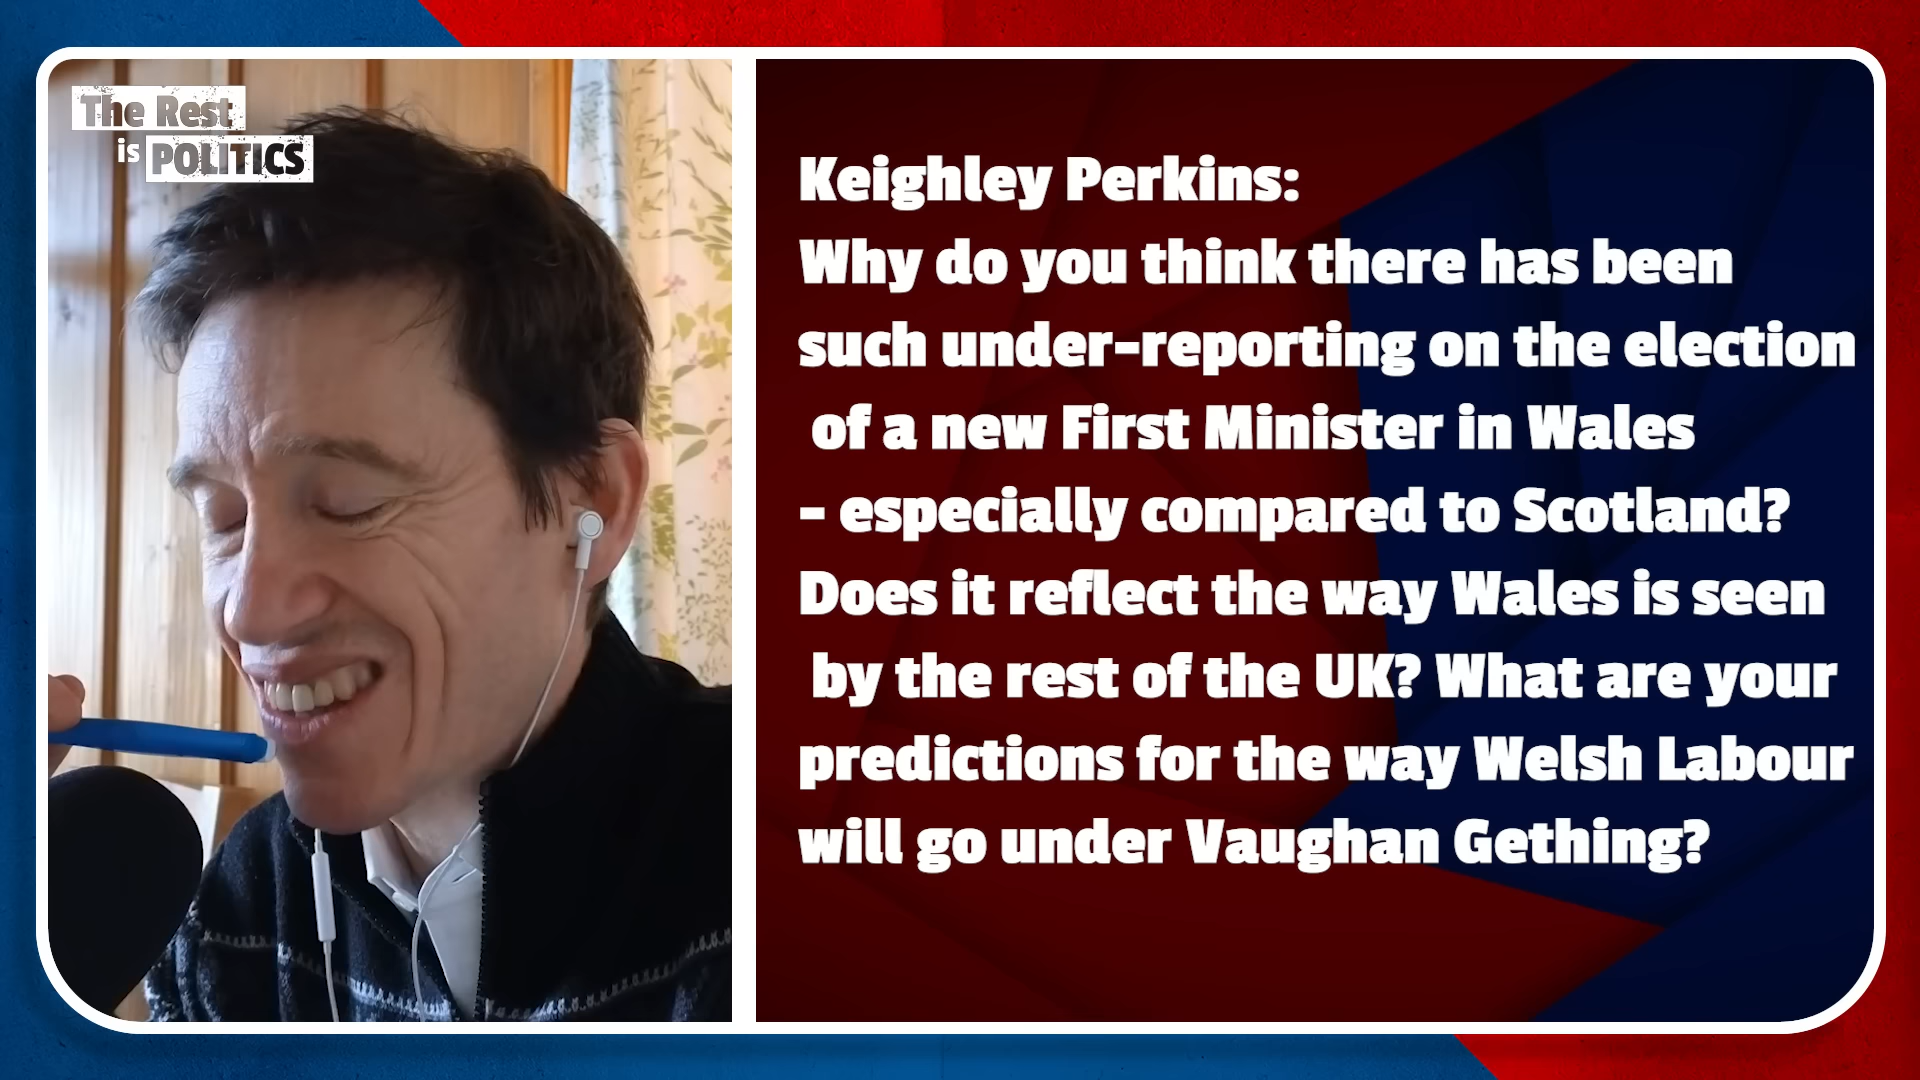 The Rest
is POLITICS
Keighley Perkins:
Why do you think there has been
such under-reporting on the election
of a new First Minister in Wales
- especially compared to Scotland?
Does it reflect the way Wales is seen
by the rest of the UK? What are your
predictions for the way Welsh Labour
will go under Vaughan Gething?